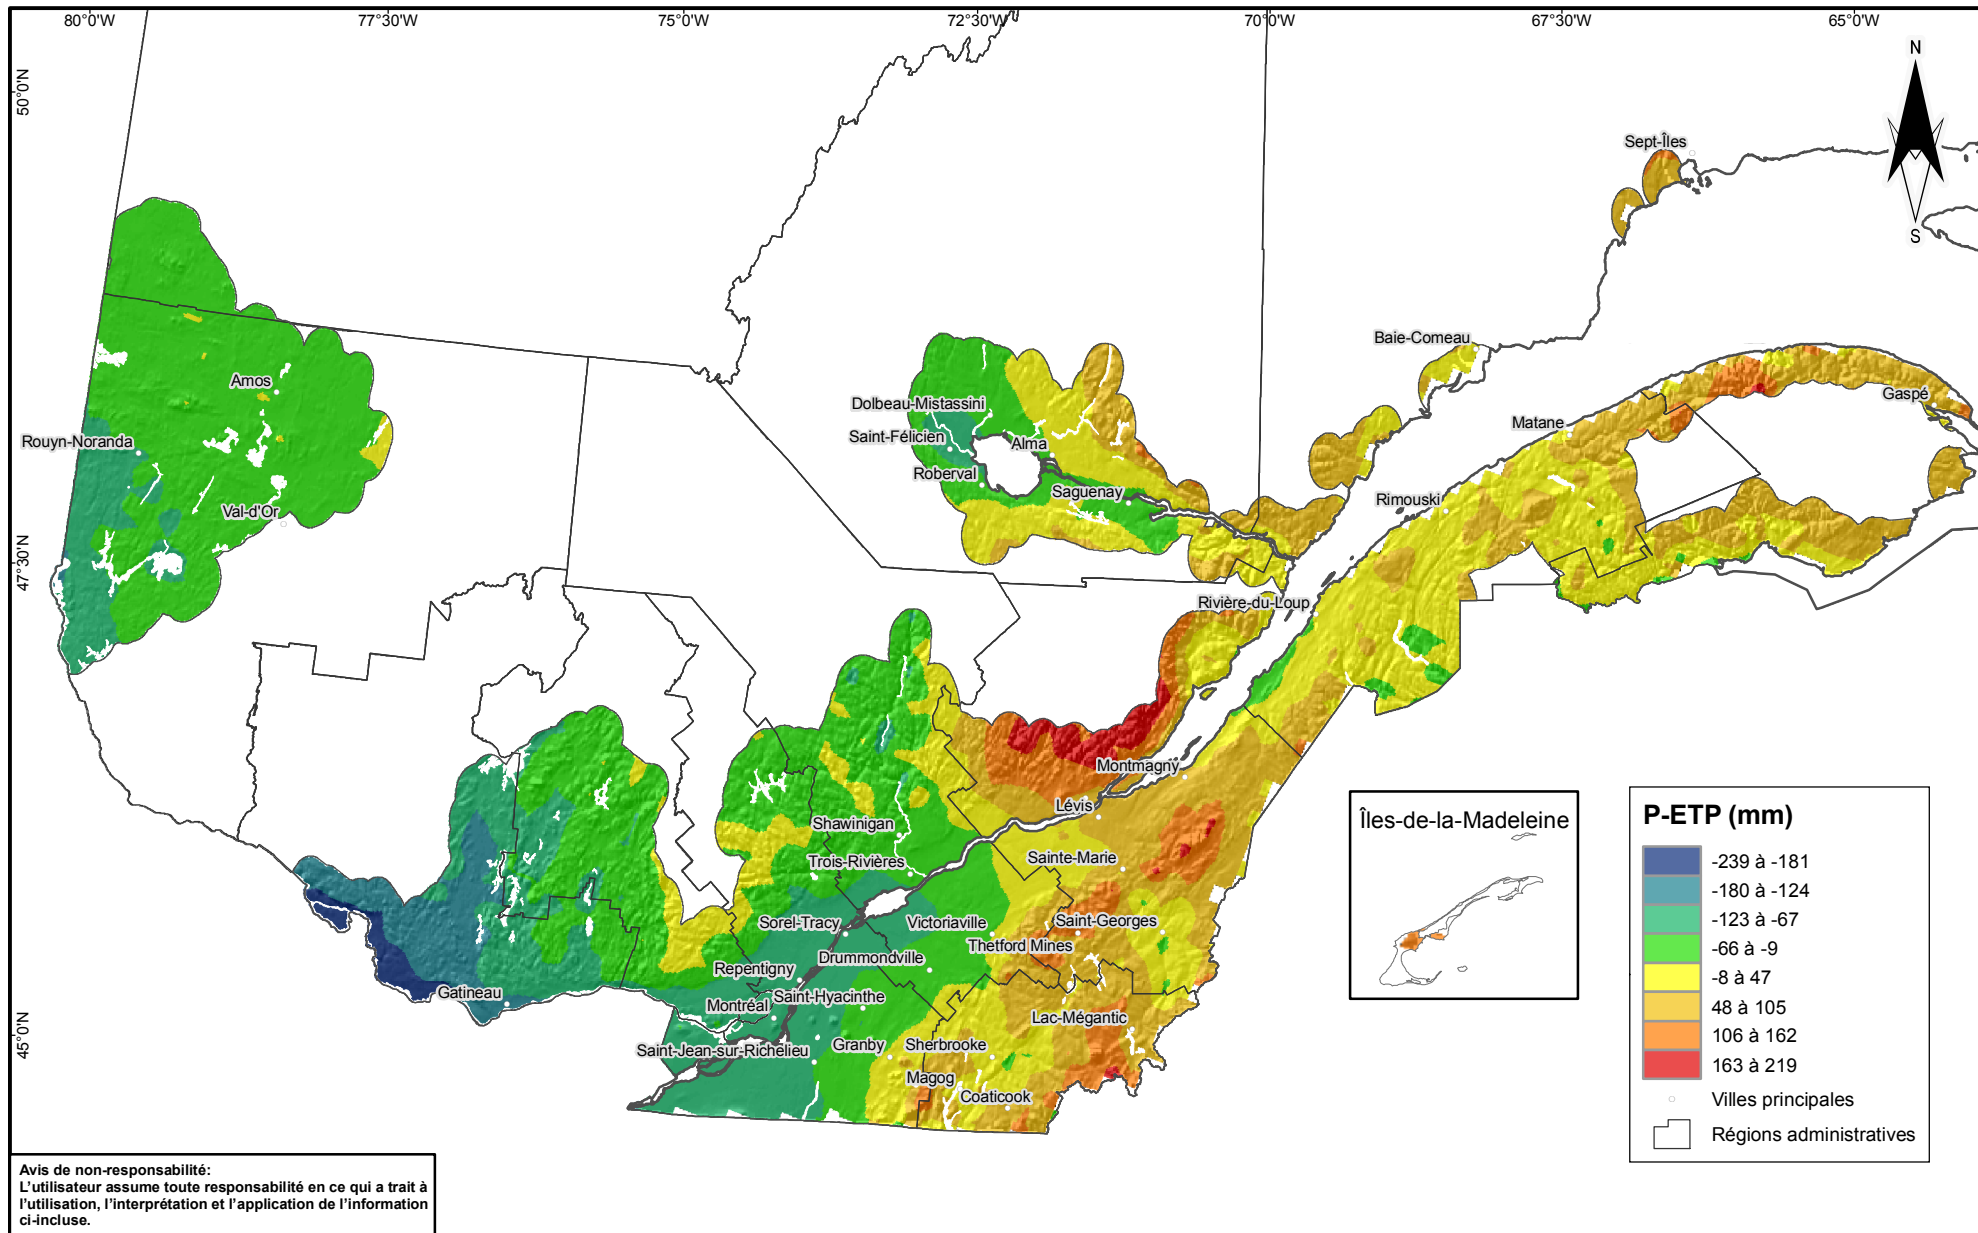 80°0'W
77°30'W
75°0'W
72°30'W
70°0'W
67°30'W
65°0'W
50°0'N
47°30'N
45°0'N
N
S
Sept-Îles
Baie-Comeau
Gaspé
Matane
Rimouski
Amos
Rouyn-Noranda
Val-d'Or
Dolbeau-Mistassini
Saint-Félicien
Alma
Roberval
Saguenay
Rivière-du-Loup
Montmagny
Lévis
Shawinigan
Trois-Rivières
Sainte-Marie
Sorel-Tracy
Victoriaville
Saint-Georges
Thetford Mines
Drummondville
Repentigny
Gatineau
Montréal
Saint-Hyacinthe
Lac-Mégantic
Saint-Jean-sur-Richelieu
Granby
Sherbrooke
Magog
Coaticook
Îles-de-la-Madeleine
P-ETP (mm)
-239 à -181
-180 à -124
-123 à -67
-66 à -9
-8 à 47
48 à 105
106 à 162
163 à 219
Villes principales
Régions administratives
Avis de non-responsabilité:
L'utilisateur assume toute responsabilité en ce qui a trait à
l'utilisation, l'interprétation et l'application de l'information
ci-incluse.